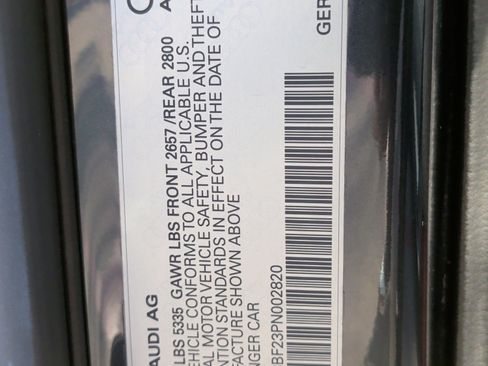 AUDI AG
LBS 5335 GAWR LBS FRONT 2657/REAR 2800
VEHICLE CONFORMS TO ALL APPLICABLE U.S.
AL MOTOR VEHICLE SAFETY, BUMPER AND THEFT
NTION STANDARDS IN EFFECT ON THE DATE OF
FACTURE SHOWN ABOVE
NGER CAR
BF23PN002820
GER